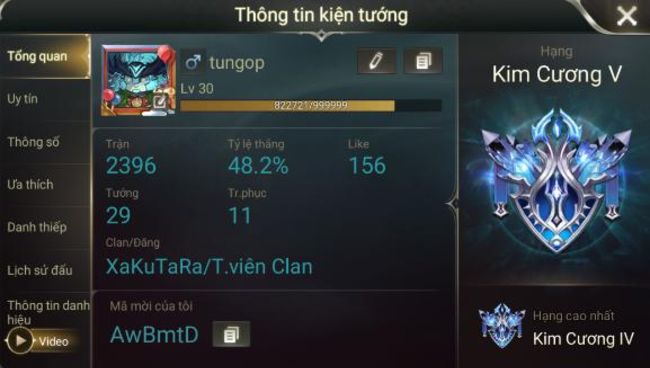 Thông tin kiện tướng
Tổng quan
Uy tín
Thông số
Ưa thích
Danh thiếp
Lịch sử đấu
Thông tin danh hiệu
Video
tungop
Lv 30
822721/999999
Trận
Tỷ lệ thắng
Like
2396
48.2%
156
Tướng
Tr.phục
29
11
Clan/Đăng
XaKuTaRa/T.viên Clan
Mã mời của tôi
AwBmtD
Hạng
Kim Cương V
Hạng cao nhất
Kim Cương IV